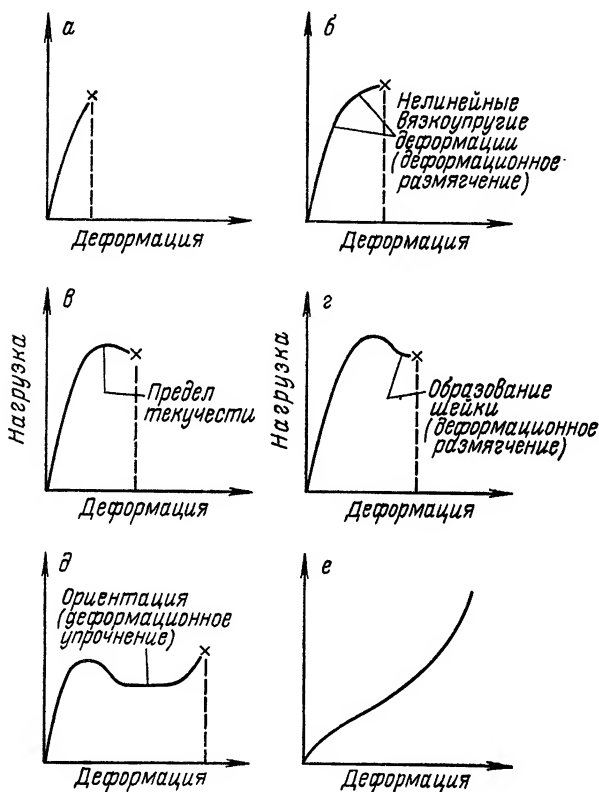 а
Деформация
б
Нелинейные
вязкоупругие
деформации
(деформационное
размягчение)
Деформация
в
Нагрузка
Предел
текучести
Деформация
г
Нагрузка
Образование
шейки
(деформационное
размягчение)
Деформация
д
Ориентация
(деформационное
упрочнение)
Деформация
е
Деформация